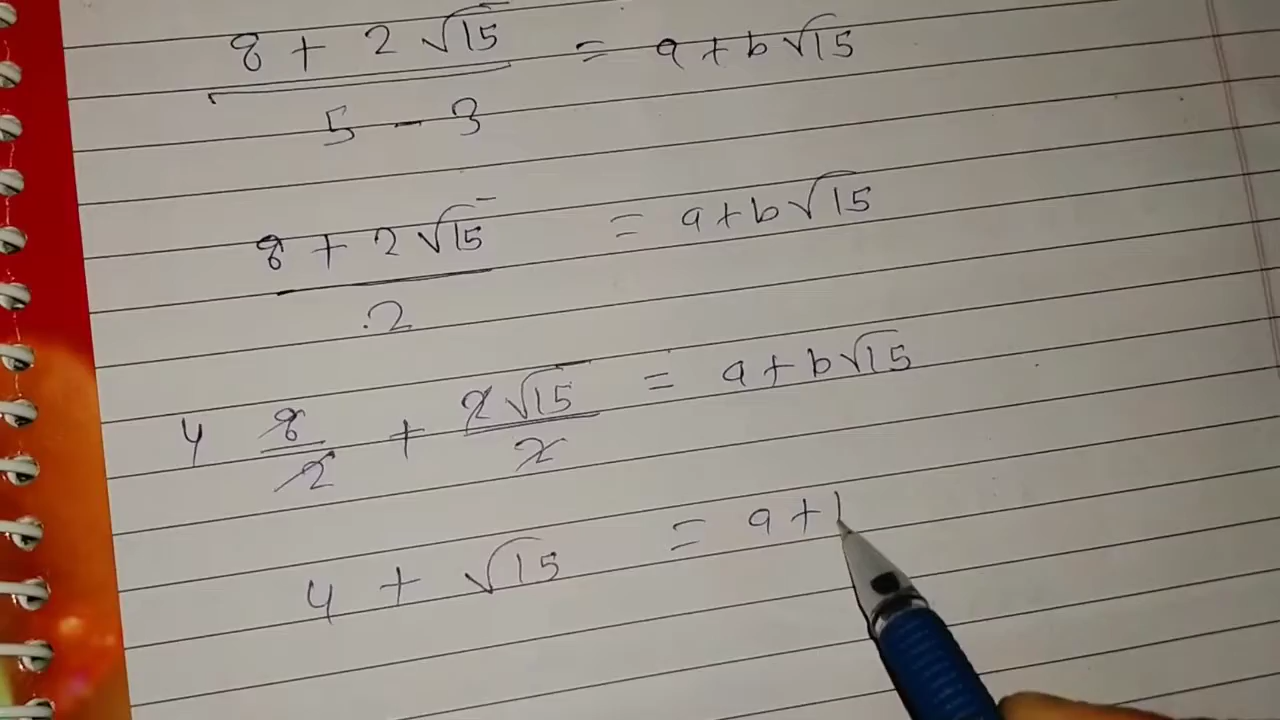 8 + 2 √15 = a + b √15
5 - 3
8 + 2 √15 = a + b √15
2
4 8 + 2 √15 = a + b √15
2 2
4 + √15 = a +